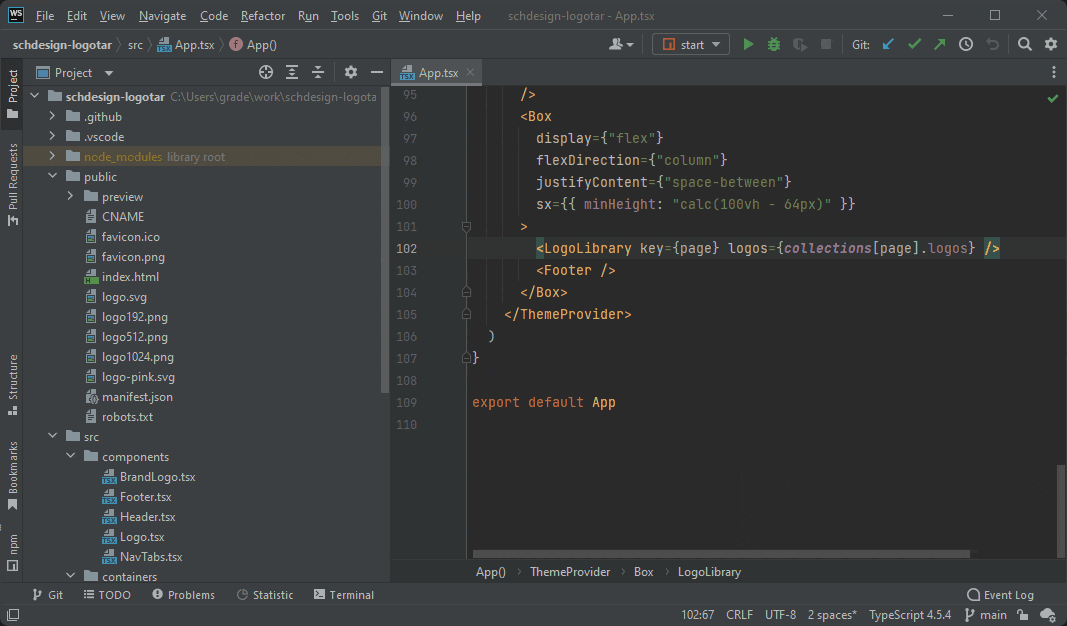 WS File Edit View Navigate Code Refactor Run Tools Git Window Help schdesign-logotar - App.tsx
schdesign-logotar src App.tsx f App() start Git:
Project App.tsx
Project
Pull Requests
Structure
Bookmarks
npm
schdesign-logotar C:\Users\grade\work\schdesign-logota
.github
.vscode
node_modules library root
public
preview
CNAME
favicon.ico
favicon.png
index.html
logo.svg
logo192.png
logo512.png
logo1024.png
logo-pink.svg
manifest.json
robots.txt
src
components
BrandLogo.tsx
Footer.tsx
Header.tsx
Logo.tsx
NavTabs.tsx
containers
95 />
96 <Box
97 display={"flex"}
98 flexDirection={"column"}
99 justifyContent={"space-between"}
100 sx={{ minHeight: "calc(100vh - 64px)" }}
101 >
102 <LogoLibrary key={page} logos={collections[page].logos} />
103 <Footer />
104 </Box>
105 </ThemeProvider>
106 )
107 }
108
109 export default App
110
App() ThemeProvider Box LogoLibrary
Git TODO Problems Statistic Terminal Event Log
102:67 CRLF UTF-8 2 spaces* TypeScript 4.5.4 main